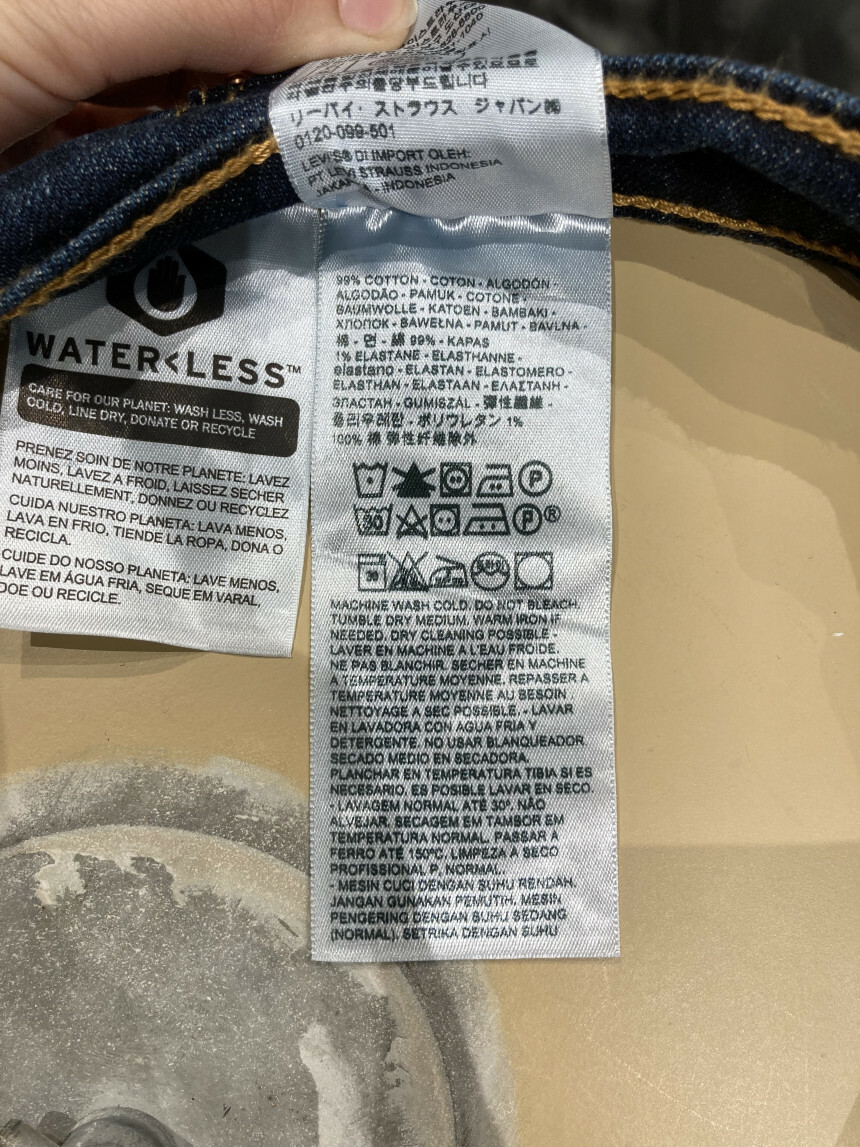 리바이스트라우스
리・바이・ストラウス ジャパン㈱
0120-099-501
LEVI'S® DI IMPORT OLEH:
PT LEVI STRAUSS INDONESIA
JAKARTA - INDONESIA
WATER<LESS™
CARE FOR OUR PLANET: WASH LESS, WASH
COLD, LINE DRY, DONATE OR RECYCLE
PRENEZ SOIN DE NOTRE PLANETE: LAVEZ
MOINS, LAVEZ A FROID, LAISSEZ SECHER
NATURELLEMENT, DONNEZ OU RECYCLEZ
CUIDA NUESTRO PLANETA: LAVA MENOS,
LAVA EN FRIO, TIENDE LA ROPA, DONA O
RECICLA.
CUIDE DO NOSSO PLANETA: LAVE MENOS,
LAVE EM ÁGUA FRIA, SEQUE EM VARAL,
DOE OU RECICLE.
99% COTTON - COTON - ALGODÓN -
ALGODÃO - PAMUK - COTONE -
BAUMWOLLE - KATOEN - BAMBAKI -
ХЛОПОК - BAWEŁNA - PAMUT - BAVLNA -
棉 - 면 - 綿 99% - KAPAS
1% ELASTANE - ELASTHANNE -
elastano - ELASTAN - ELASTOMERO -
ELASTHAN - ELASTAAN - ΕΛΑΣΤΑΝΗ -
ЭЛАСТАН - GUMISZÁL - 弾性纖維 -
폴리우레탄 - ポリウレタン 1%
100% 棉 弹性纤维除外
P
30 P®
30
MACHINE WASH COLD. DO NOT BLEACH.
TUMBLE DRY MEDIUM. WARM IRON IF
NEEDED. DRY CLEANING POSSIBLE -
LAVER EN MACHINE A L'EAU FROIDE.
NE PAS BLANCHIR. SECHER EN MACHINE
A TEMPERATURE MOYENNE. REPASSER A
TEMPERATURE MOYENNE AU BESOIN
NETTOYAGE A SEC POSSIBLE. - LAVAR
EN LAVADORA CON AGUA FRIA Y
DETERGENTE. NO USAR BLANQUEADOR
SECADO MEDIO EN SECADORA.
PLANCHAR EN TEMPERATURA TIBIA SI ES
NECESARIO. ES POSIBLE LAVAR EN SECO.
- LAVAGEM NORMAL ATÉ 30º. NÃO
ALVEJAR. SECAGEM EM TAMBOR EM
TEMPERATURA NORMAL. PASSAR A
FERRO ATÉ 150ºC. LIMPEZA A SECO
PROFISSIONAL P, NORMAL.
- MESIN CUCI DENGAN SUHU RENDAH.
JANGAN GUNAKAN PEMUTIH. MESIN
PENGERING DENGAN SUHU SEDANG
(NORMAL). SETRIKA DENGAN SUHU